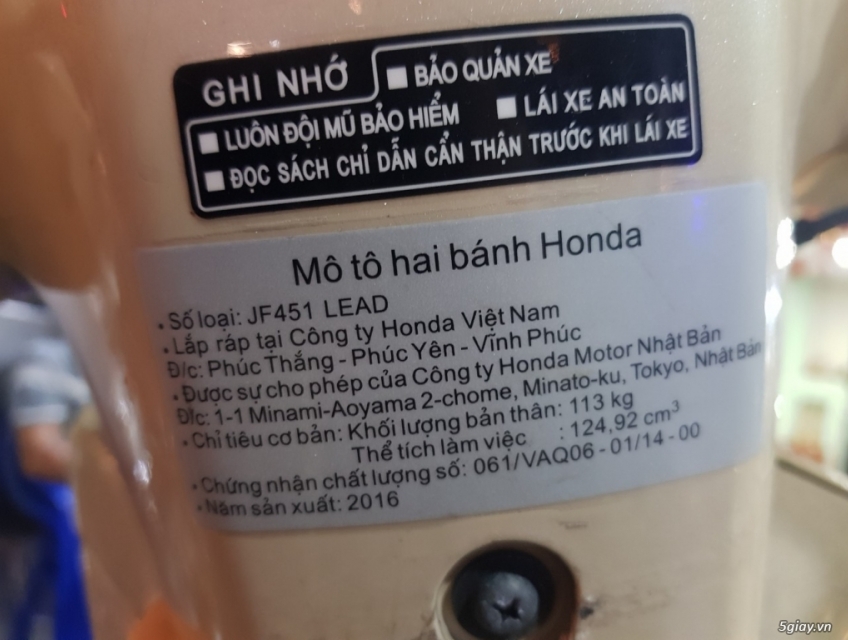 GHI NHỚ
■ BẢO QUẢN XE
■ LUÔN ĐỘI MŨ BẢO HIỂM ■ LÁI XE AN TOÀN
■ ĐỌC SÁCH CHỈ DẪN CẨN THẬN TRƯỚC KHI LÁI XE
Mô tô hai bánh Honda
. Số loại: JF451 LEAD
. Lắp ráp tại Công ty Honda Việt Nam
Đ/c: Phúc Thắng - Phúc Yên - Vĩnh Phúc
. Được sự cho phép của Công ty Honda Motor Nhật Bản
Đ/c: 1-1 Minami-Aoyama 2-chome, Minato-ku, Tokyo, Nhật Bản
. Chỉ tiêu cơ bản: Khối lượng bản thân: 113 kg
Thể tích làm việc : 124,92 cm³
. Chứng nhận chất lượng số: 061/VAQ06 - 01/14 - 00
. Năm sản xuất: 2016
5giay.vn